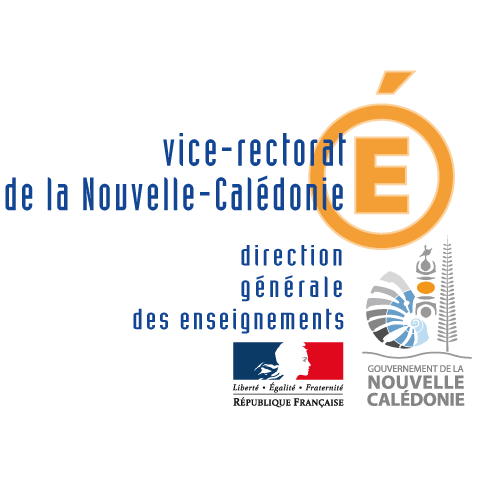 vice-rectorat
de la Nouvelle-Calédonie
É
direction
générale
des enseignements
Liberté • Égalité • Fraternité
RÉPUBLIQUE FRANÇAISE
GOUVERNEMENT DE LA
NOUVELLE
CALÉDONIE